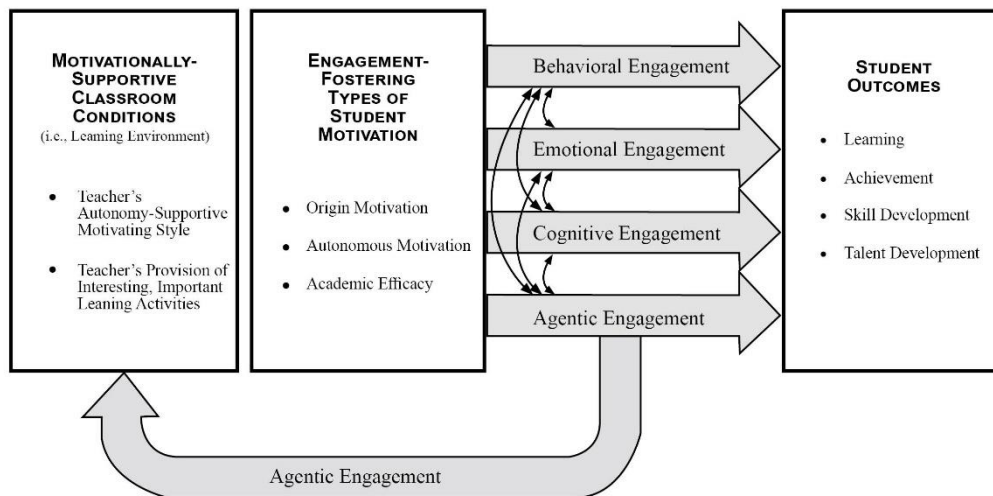 MOTIVATIONALLY-
SUPPORTIVE
CLASSROOM
CONDITIONS
(i.e., Learning Environment)
• Teacher's
Autonomy-Supportive
Motivating Style
• Teacher's Provision of
Interesting, Important
Leaning Activities
ENGAGEMENT-
FOSTERING
TYPES OF
STUDENT
MOTIVATION
• Origin Motivation
• Autonomous Motivation
• Academic Efficacy
Behavioral Engagement
Emotional Engagement
Cognitive Engagement
Agentic Engagement
STUDENT
OUTCOMES
• Learning
• Achievement
• Skill Development
• Talent Development
Agentic Engagement